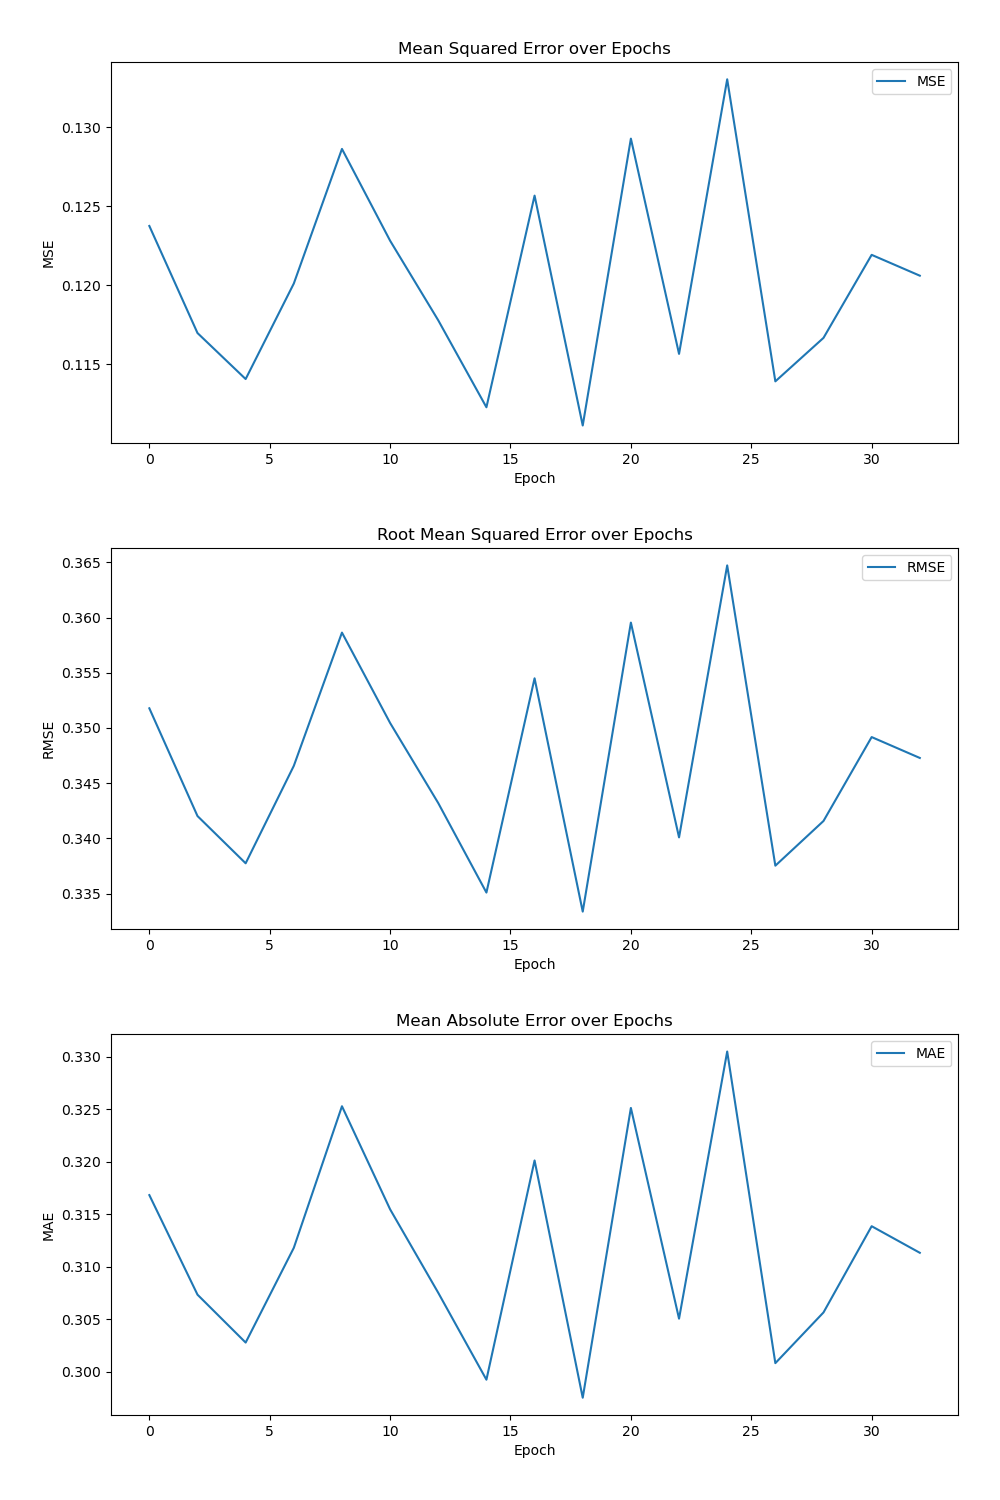 Mean Squared Error over Epochs
MSE
0.130
0.125
0.120
0.115
MSE
0 5 10 15 20 25 30
Epoch
Root Mean Squared Error over Epochs
RMSE
0.365
0.360
0.355
0.350
0.345
0.340
0.335
RMSE
0 5 10 15 20 25 30
Epoch
Mean Absolute Error over Epochs
MAE
0.330
0.325
0.320
0.315
0.310
0.305
0.300
MAE
0 5 10 15 20 25 30
Epoch